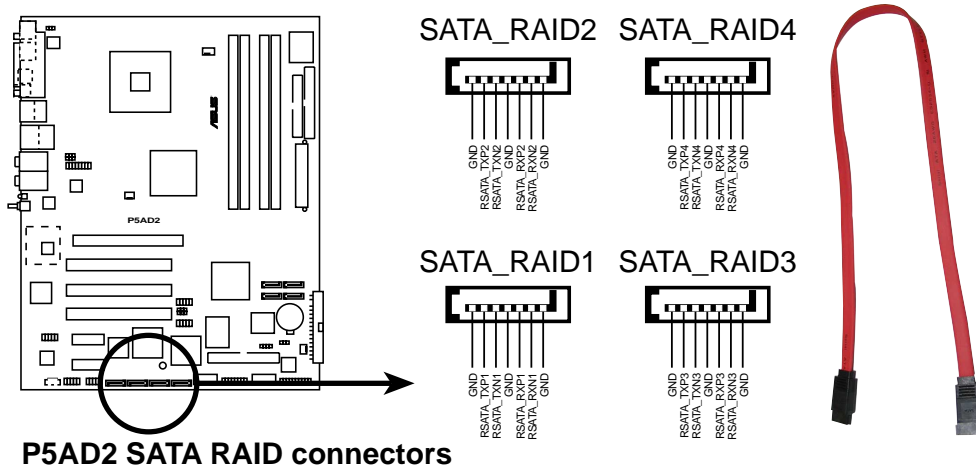 SATA_RAID2 SATA_RAID4
GND
RSATA_TXP2
RSATA_TXN2
GND
RSATA_RXP2
RSATA_RXN2
GND
GND
RSATA_TXP4
RSATA_TXN4
GND
RSATA_RXP4
RSATA_RXN4
GND
ASUS
P5AD2
SATA_RAID1 SATA_RAID3
GND
RSATA_TXP1
RSATA_TXN1
GND
RSATA_RXP1
RSATA_RXN1
GND
GND
RSATA_TXP3
RSATA_TXN3
GND
RSATA_RXP3
RSATA_RXN3
GND
P5AD2 SATA RAID connectors